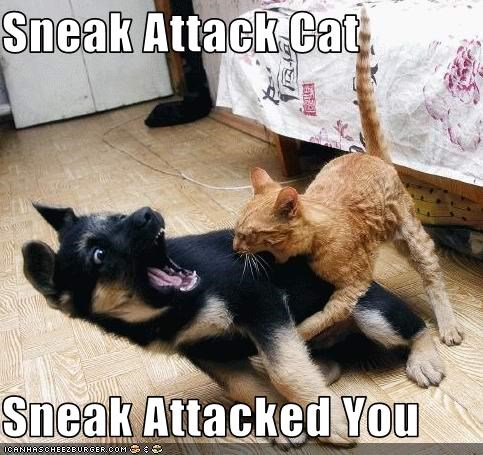 Sneak Attack Cat
Sneak Attacked You
ICANHASCHEEZBURGER.COM